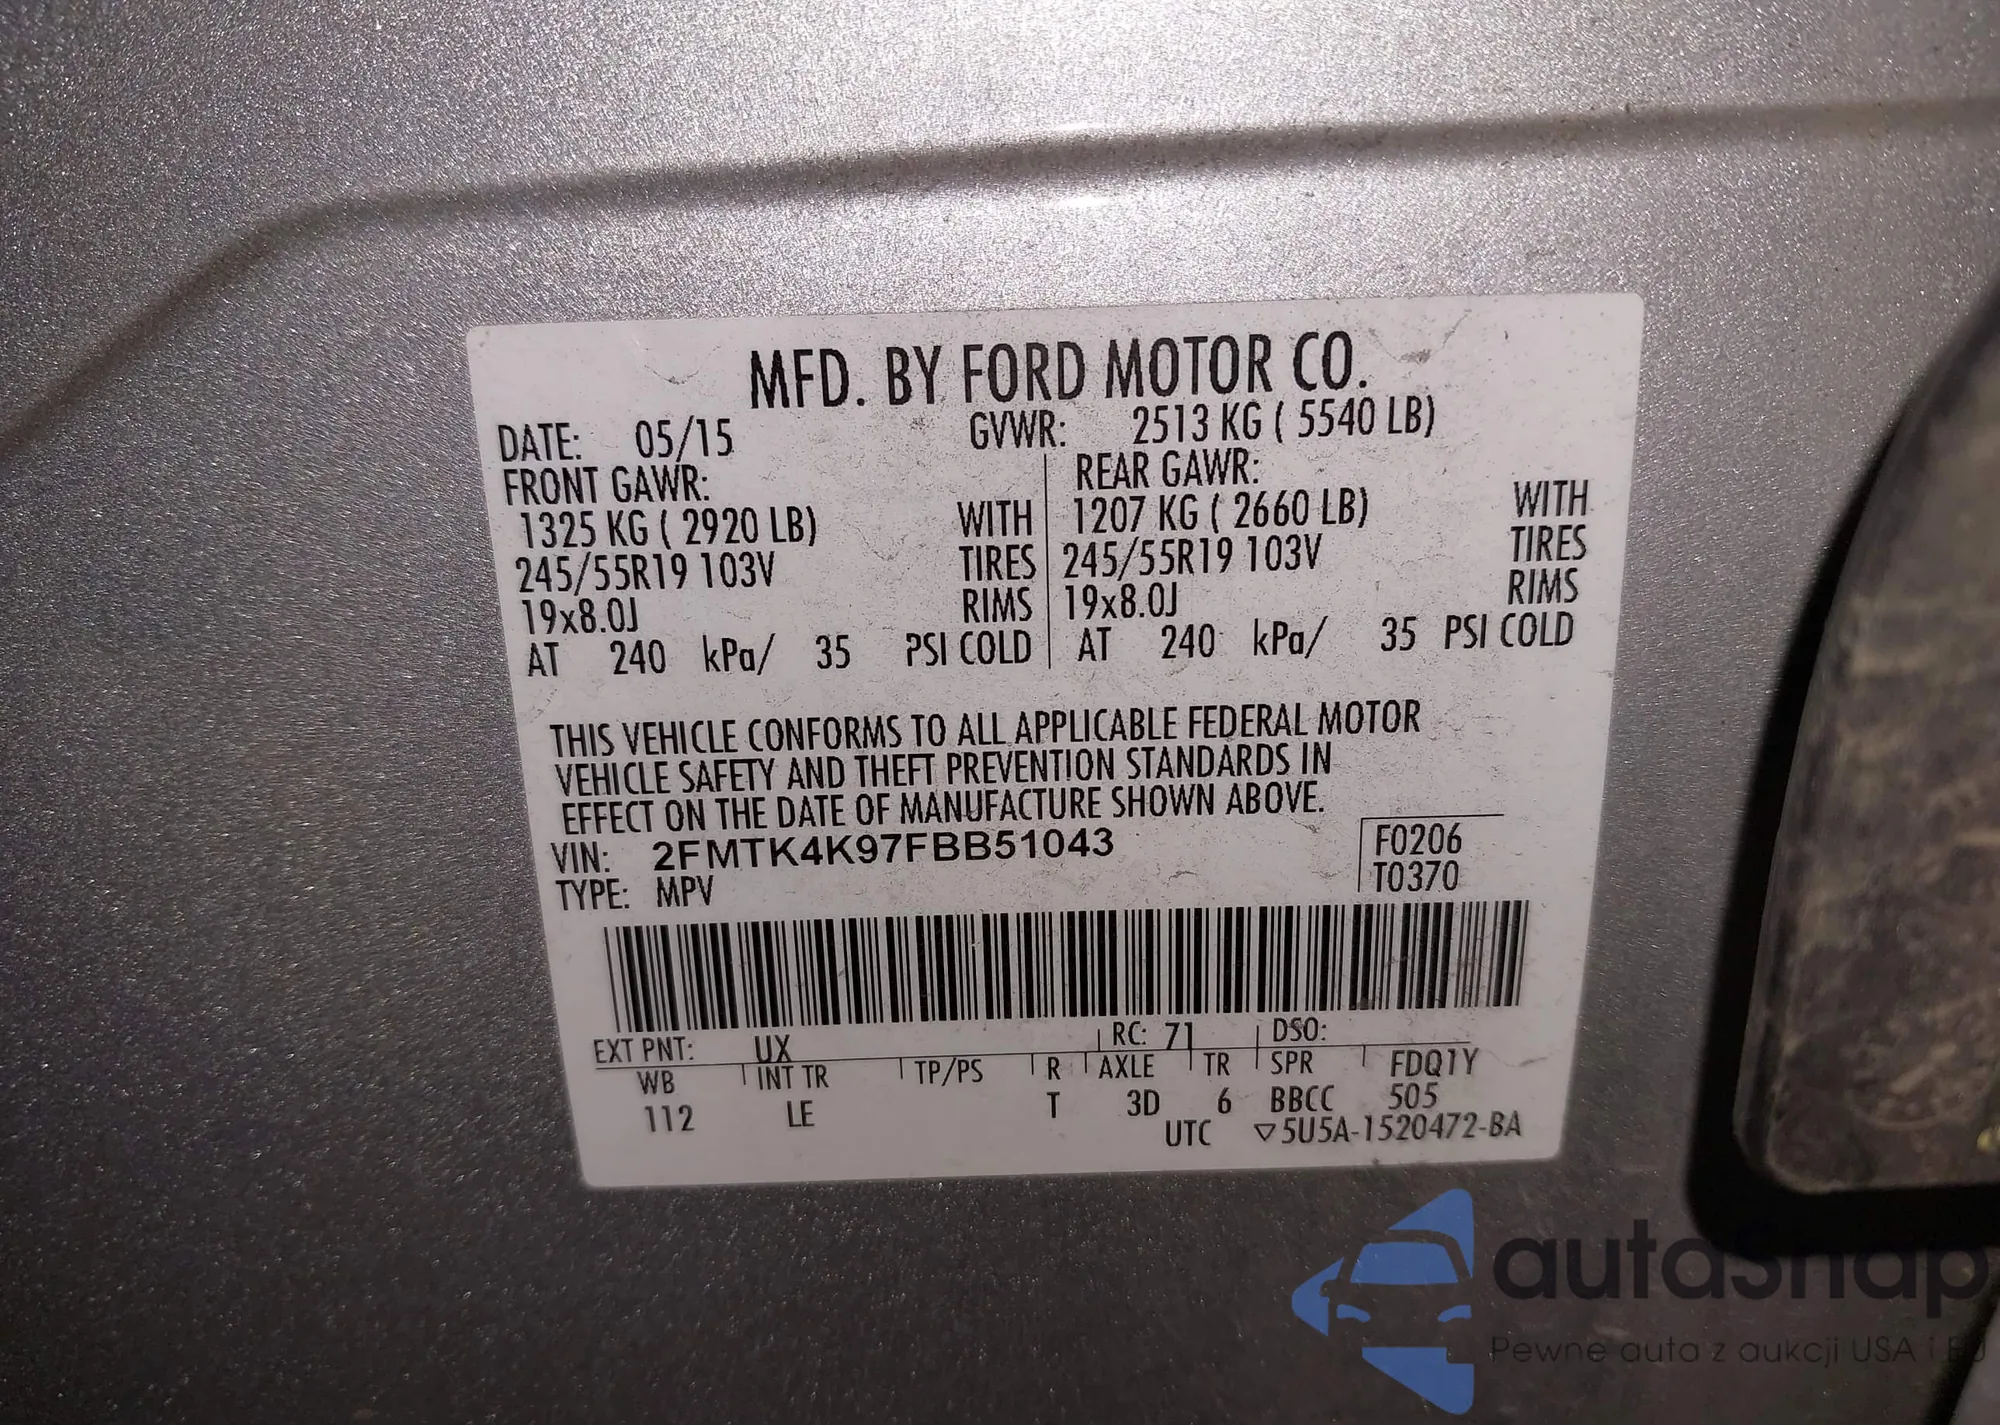 MFD. BY FORD MOTOR CO.
DATE: 05/15 GVWR: 2513 KG ( 5540 LB)
FRONT GAWR: REAR GAWR:
1325 KG ( 2920 LB) WITH 1207 KG ( 2660 LB) WITH
245/55R19 103V TIRES 245/55R19 103V TIRES
19x8.0J RIMS 19x8.0J RIMS
AT 240 kPa/ 35 PSI COLD AT 240 kPa/ 35 PSI COLD
THIS VEHICLE CONFORMS TO ALL APPLICABLE FEDERAL MOTOR
VEHICLE SAFETY AND THEFT PREVENTION STANDARDS IN
EFFECT ON THE DATE OF MANUFACTURE SHOWN ABOVE.
VIN: 2FMTK4K97FBB51043 F0206
TYPE: MPV T0370
EXT PNT: UX RC: 71 DSO:
WB INT TR TP/PS R AXLE TR SPR FDQ1Y
112 LE T 3D 6 BBCC 505
UTC ▽5U5A-1520472-BA
autasnap
Pewne auta z aukcji USA i EU